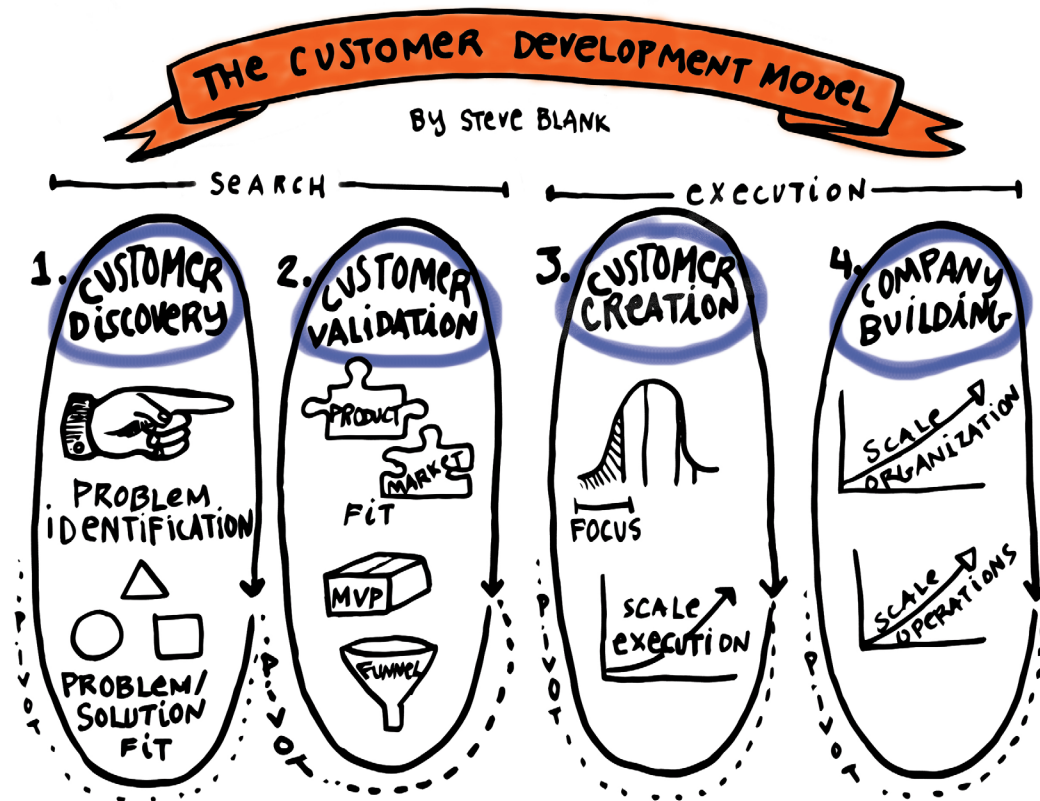 THE CUSTOMER DEVELOPMENT MODEL
BY STEVE BLANK
SEARCH
EXECUTION
1. CUSTOMER
DISCOVERY
PROBLEM
IDENTIFICATION
PROBLEM/
SOLUTION
FIT
PIVOT
2. CUSTOMER
VALIDATION
PRODUCT
MARKET
FIT
MVP
FUNNEL
PIVOT
3. CUSTOMER
CREATION
FOCUS
SCALE
EXECUTION
PIVOT
4. COMPANY
BUILDING
SCALE
ORGANIZATION
SCALE
OPERATIONS
PIVOT